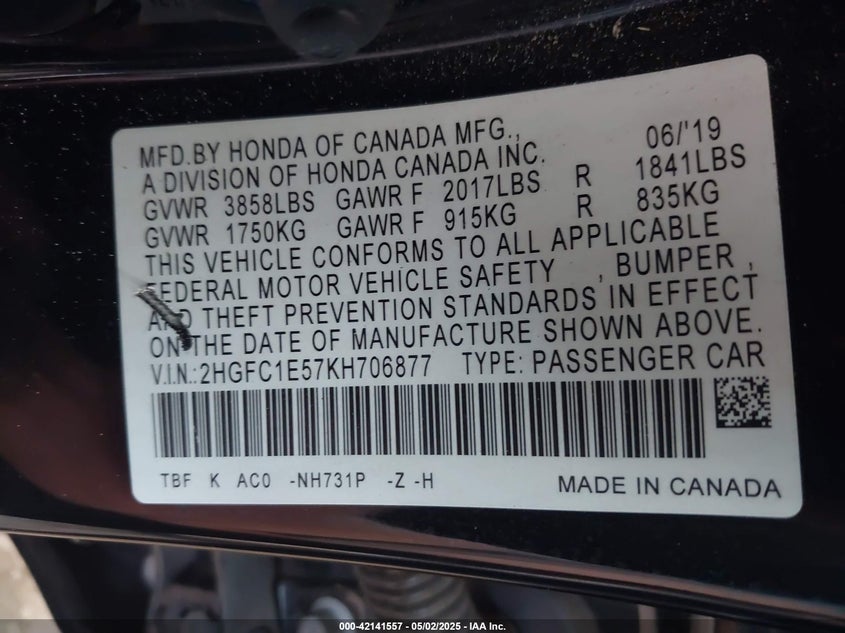 MFD.BY HONDA OF CANADA MFG., 06/'19
A DIVISION OF HONDA CANADA INC.
GVWR 3858LBS GAWR F 2017LBS R 1841LBS
GVWR 1750KG GAWR F 915KG R 835KG
THIS VEHICLE CONFORMS TO ALL APPLICABLE
FEDERAL MOTOR VEHICLE SAFETY , BUMPER ,
AND THEFT PREVENTION STANDARDS IN EFFECT
ON THE DATE OF MANUFACTURE SHOWN ABOVE.
V.I.N.:2HGFC1E57KH706877 TYPE: PASSENGER CAR
TBF K AC0 -NH731P -Z -H MADE IN CANADA
000-42141557 - 05/02/2025 - IAA Inc.